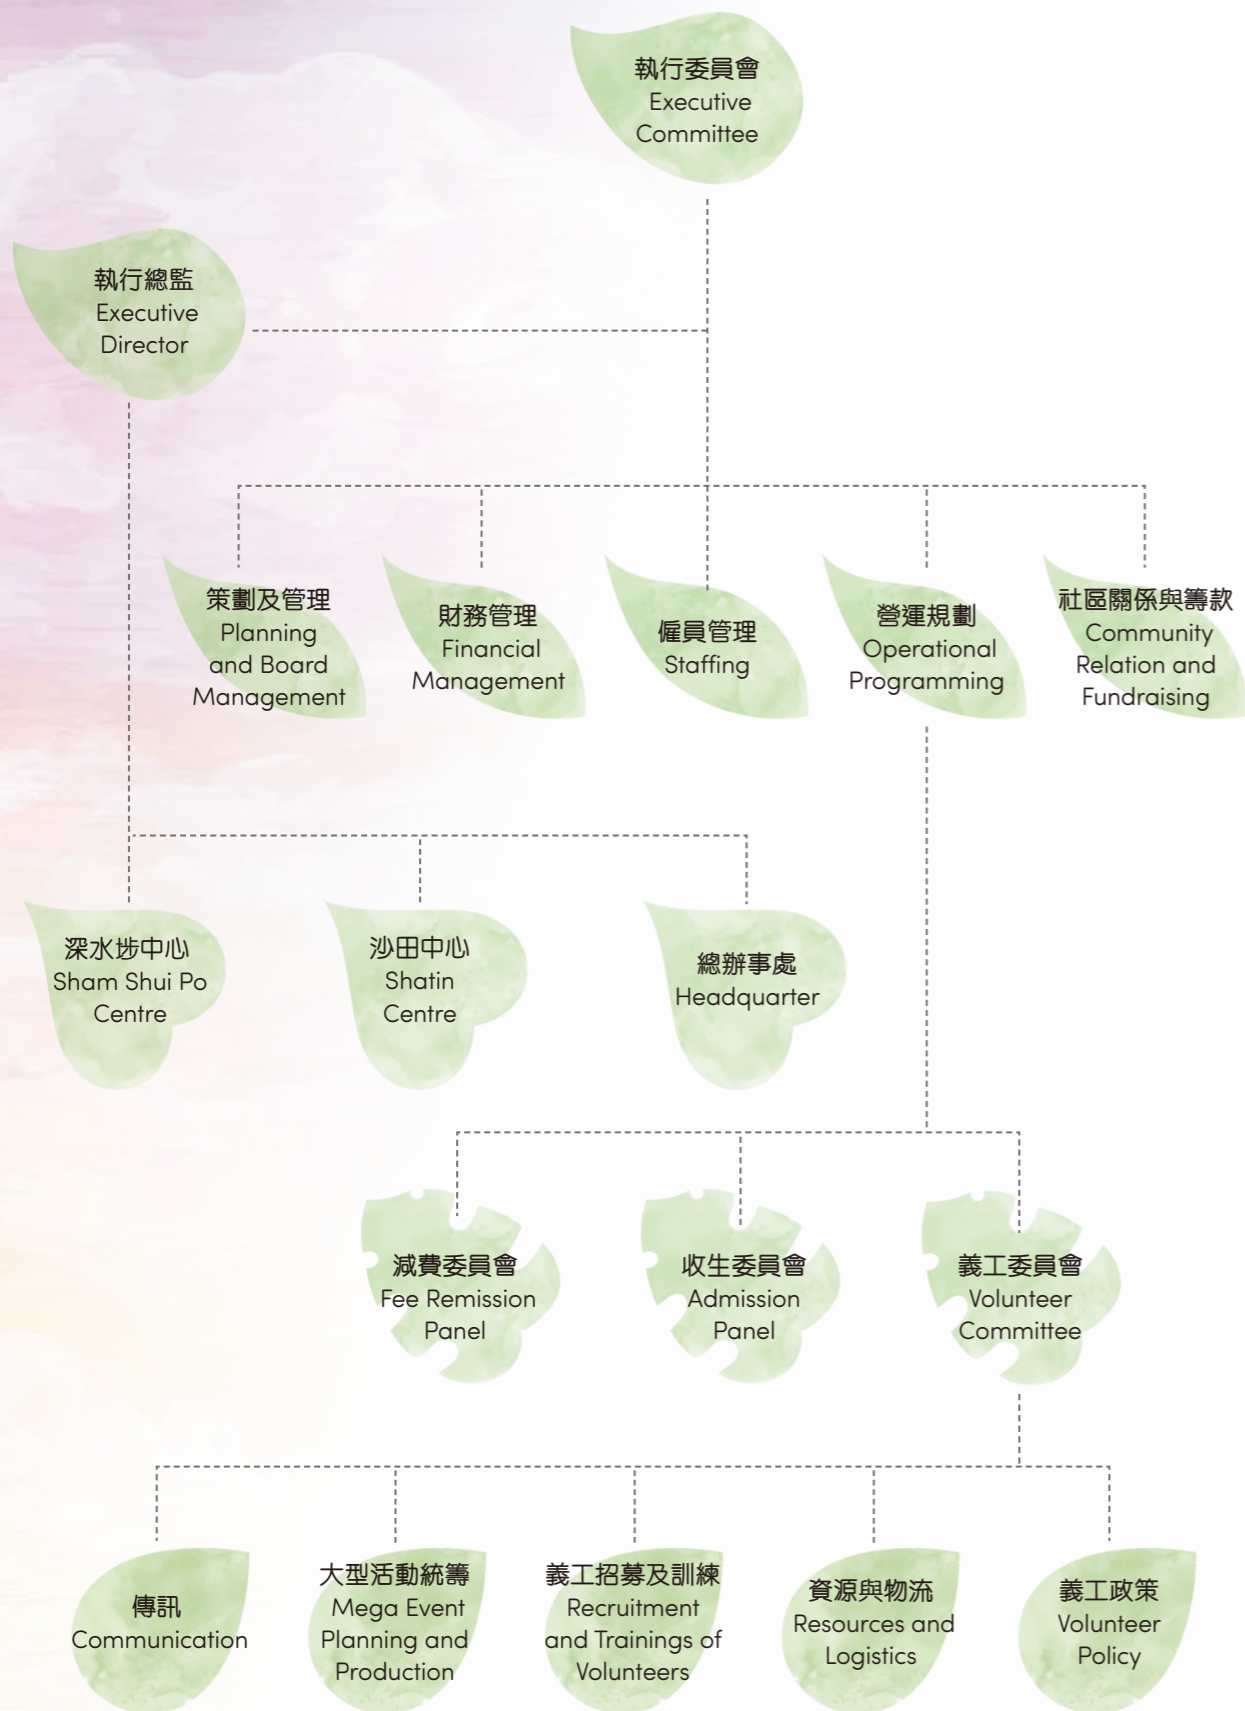 執行委員會
Executive
Committee
執行總監
Executive
Director
策劃及管理
Planning
and Board
Management
財務管理
Financial
Management
僱員管理
Staffing
營運規劃
Operational
Programming
社區關係與籌款
Community
Relation and
Fundraising
深水埗中心
Sham Shui Po
Centre
沙田中心
Shatin
Centre
總辦事處
Headquarter
減費委員會
Fee Remission
Panel
收生委員會
Admission
Panel
義工委員會
Volunteer
Committee
傳訊
Communication
大型活動統籌
Mega Event
Planning and
Production
義工招募及訓練
Recruitment
and Trainings of
Volunteers
資源與物流
Resources and
Logistics
義工政策
Volunteer
Policy